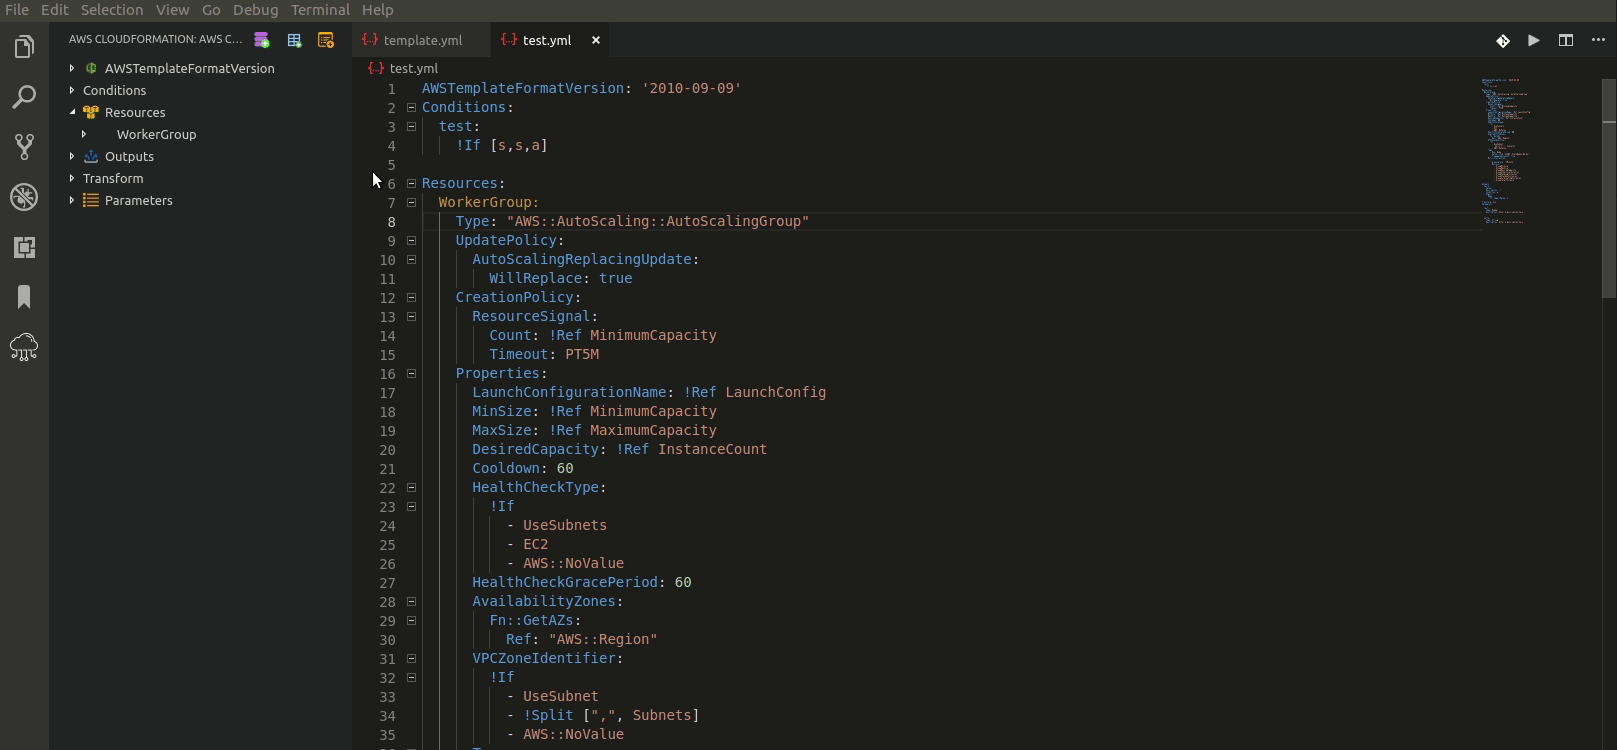 File Edit Selection View Go Debug Terminal Help
AWS CLOUDFORMATION: AWS C...
AWSTemplateFormatVersion
Conditions
Resources
WorkerGroup
Outputs
Transform
Parameters
template.yml test.yml ×
test.yml
1 AWSTemplateFormatVersion: '2010-09-09'
2 Conditions:
3 test:
4 !If [s,s,a]
5
6 Resources:
7 WorkerGroup:
8 Type: "AWS::AutoScaling::AutoScalingGroup"
9 UpdatePolicy:
10 AutoScalingReplacingUpdate:
11 WillReplace: true
12 CreationPolicy:
13 ResourceSignal:
14 Count: !Ref MinimumCapacity
15 Timeout: PT5M
16 Properties:
17 LaunchConfigurationName: !Ref LaunchConfig
18 MinSize: !Ref MinimumCapacity
19 MaxSize: !Ref MaximumCapacity
20 DesiredCapacity: !Ref InstanceCount
21 Cooldown: 60
22 HealthCheckType:
23 !If
24 - UseSubnets
25 - EC2
26 - AWS::NoValue
27 HealthCheckGracePeriod: 60
28 AvailabilityZones:
29 Fn::GetAZs:
30 Ref: "AWS::Region"
31 VPCZoneIdentifier:
32 !If
33 - UseSubnet
34 - !Split [",", Subnets]
35 - AWS::NoValue